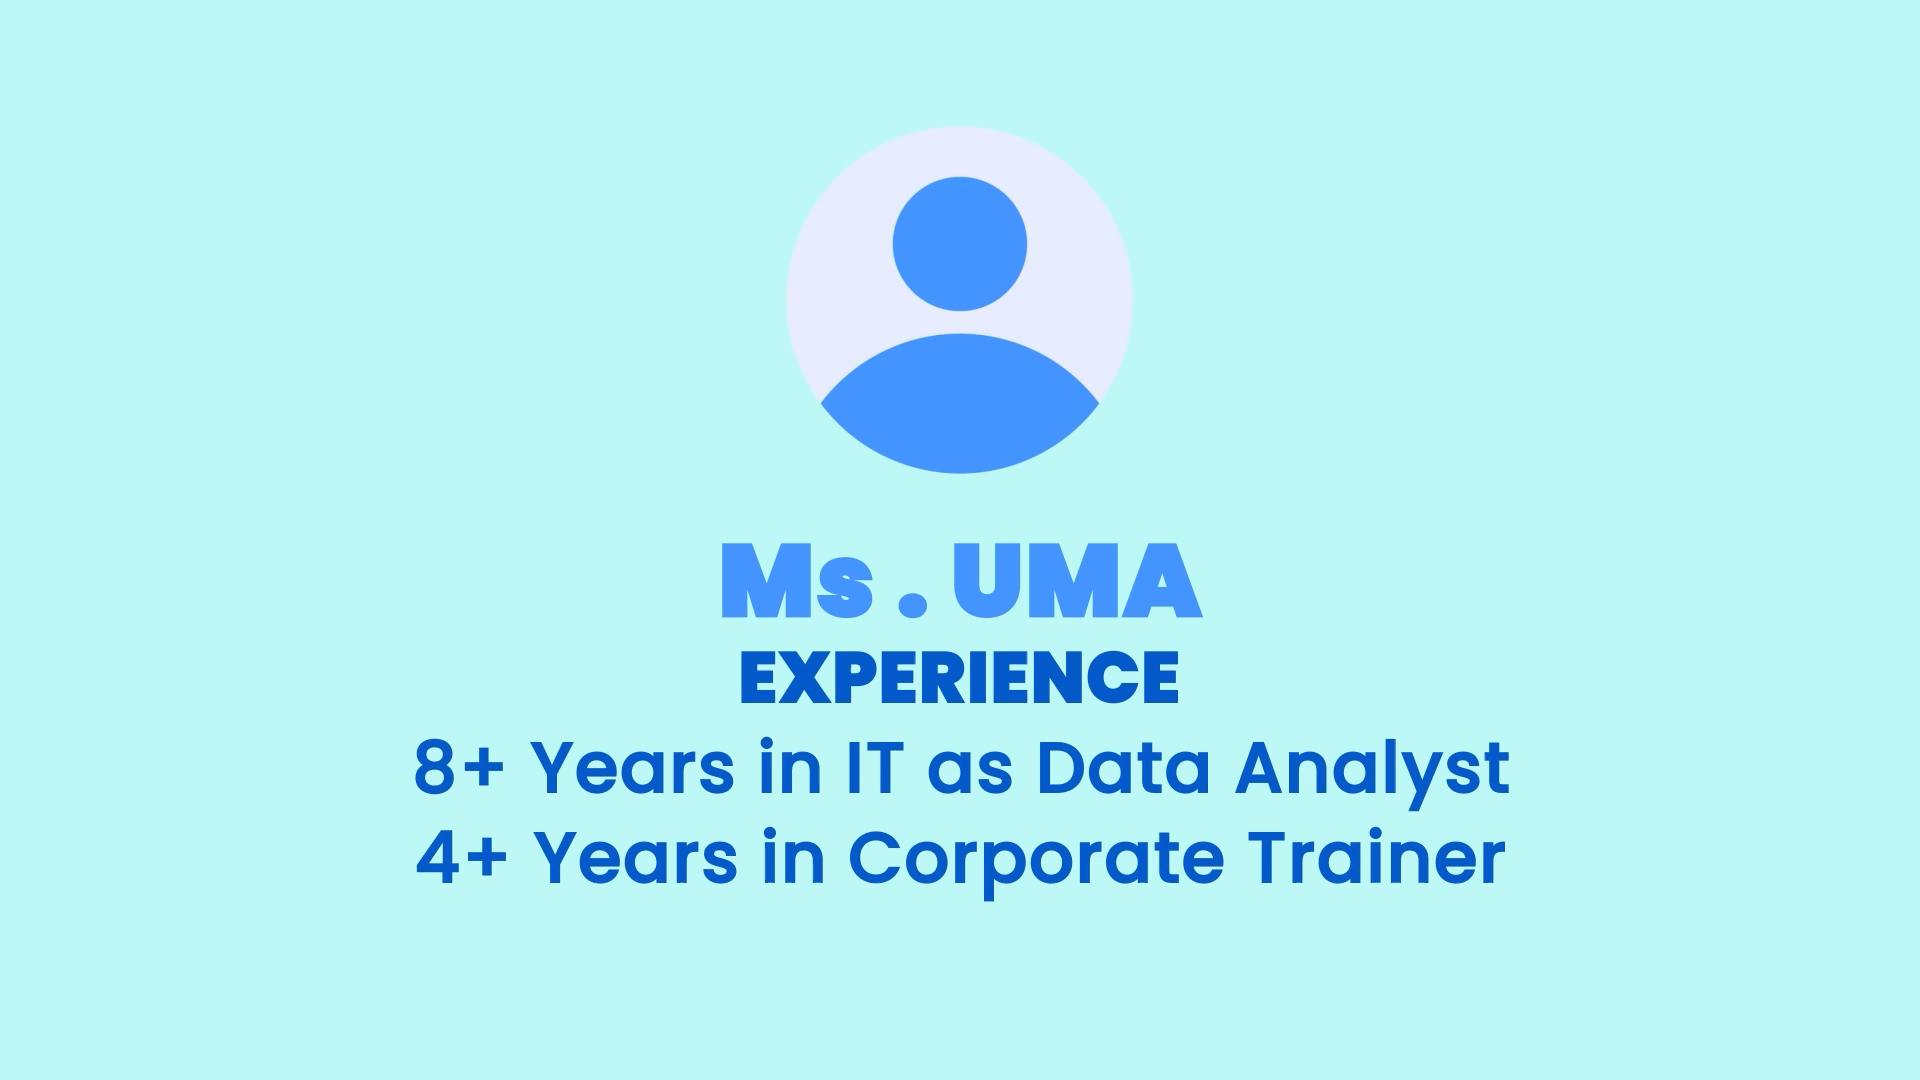 Ms . UMA
EXPERIENCE
8+ Years in IT as Data Analyst
4+ Years in Corporate Trainer